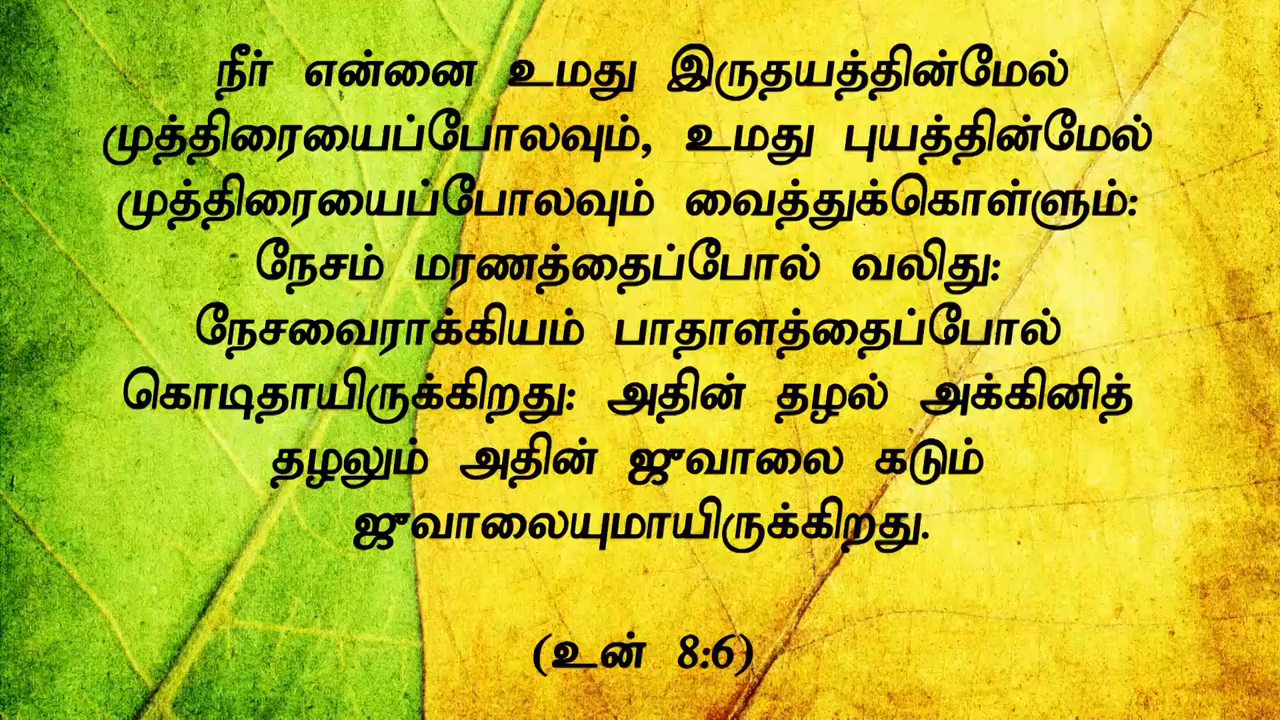 நீர் என்னை உமது இருதயத்தின்மேல்
முத்திரையைப்போலவும், உமது புயத்தின்மேல்
முத்திரையைப்போலவும் வைத்துக்கொள்ளும்:
நேசம் மரணத்தைப்போல் வலிது:
நேசவைராக்கியம் பாதாளத்தைப்போல்
கொடிதாயிருக்கிறது: அதின் தழல் அக்கினித்
தழலும் அதின் ஜுவாலை கடும்
ஜுவாலையுமாயிருக்கிறது.
(உன் 8:6)